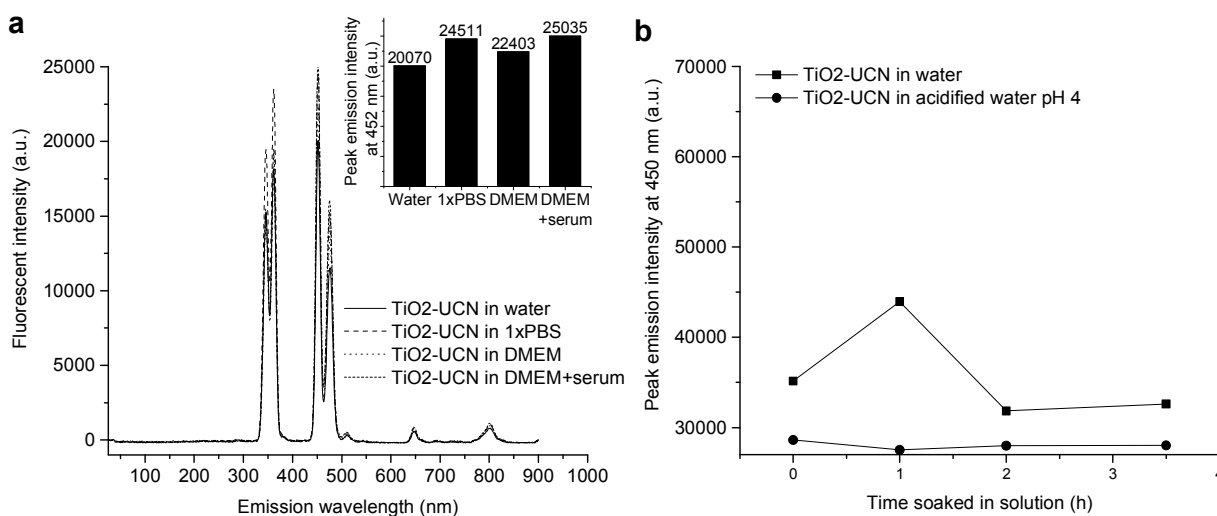 a
Fluorescent intensity (a.u.)
25000
20000
15000
10000
5000
0
100 200 300 400 500 600 700 800 900 1000
Emission wavelength (nm)
Peak emission intensity
at 452 nm (a.u.)
20070
24511
22403
25035
Water 1xPBS DMEM DMEM
+serum
TiO2-UCN in water
TiO2-UCN in 1xPBS
TiO2-UCN in DMEM
TiO2-UCN in DMEM+serum
b
Peak emission intensity at 450 nm (a.u.)
70000
60000
50000
40000
30000
TiO2-UCN in water
TiO2-UCN in acidified water pH 4
0 1 2 3 4
Time soaked in solution (h)